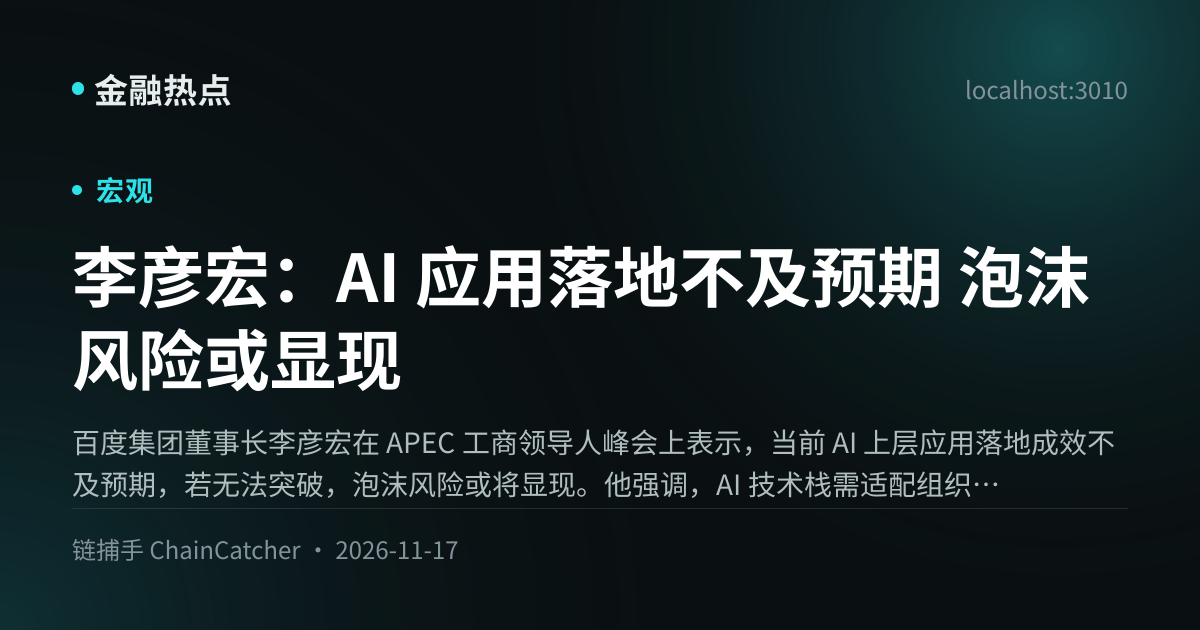 金融热点
localhost:3010
宏观
李彦宏：AI 应用落地不及预期 泡沫
风险或显现
百度集团董事长李彦宏在 APEC 工商领导人峰会上表示，当前 AI 上层应用落地成效不
及预期，若无法突破，泡沫风险或将显现。他强调，AI 技术栈需适配组织…
链捕手 ChainCatcher · 2026-11-17